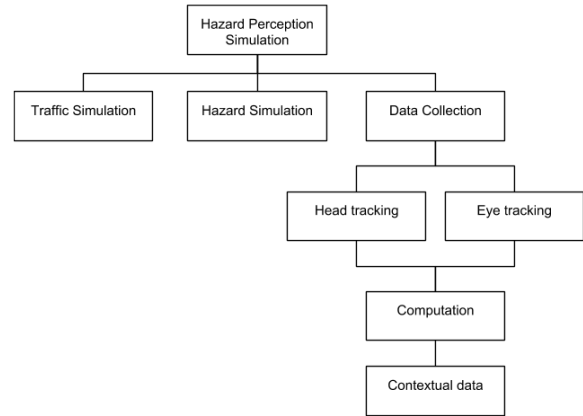 Hazard Perception
Simulation
Traffic Simulation
Hazard Simulation
Data Collection
Head tracking
Eye tracking
Computation
Contextual data